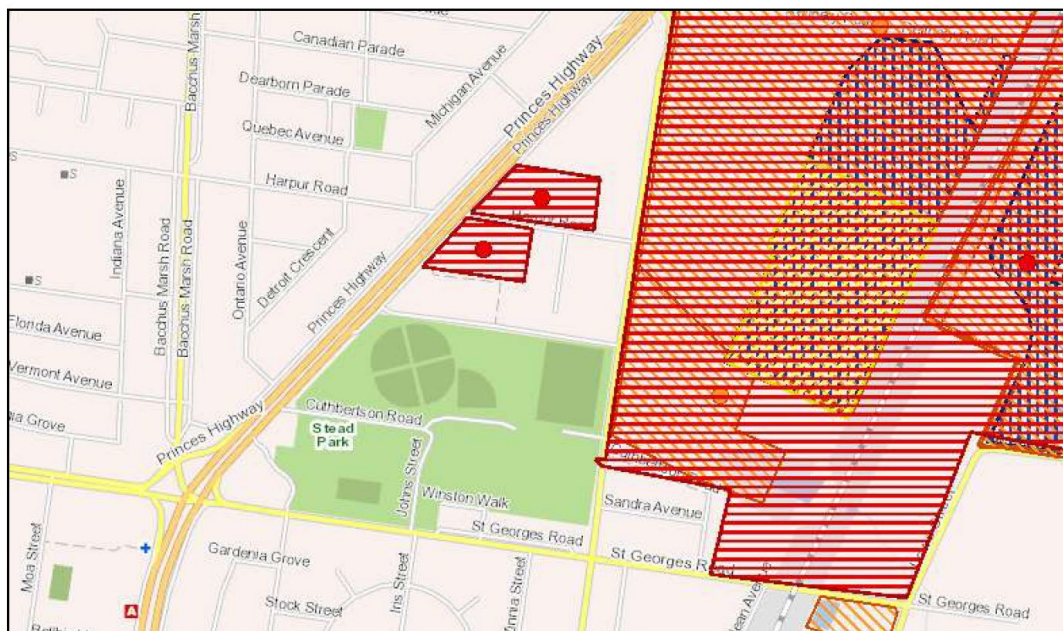 Canadian Parade
Bacchus Marsh
Dearborn Parade
Michigan Avenue
Princes Highway
Princes Highway
Quebec Avenue
S
Harpur Road
Indiana Avenue
Bacchus Marsh Road
Bacchus Marsh Road
Ontario Avenue
Detroit Crescent
Princes Highway
S
Florida Avenue
Vermont Avenue
Cuthbertson Road
Stead
Park
Princes Highway
Johns Street
Winston Walk
Sandra Avenue
St Georges Road
St Georges Road
Moa Street
Gardenia Grove
Iris Street
Stock Street
St Georges Road
A